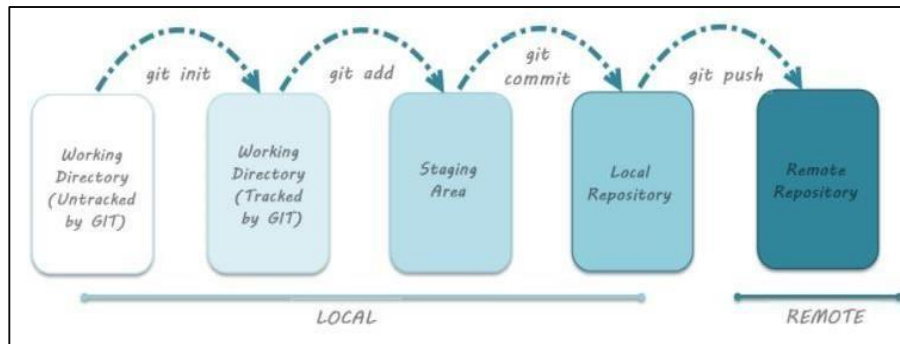 git init
git add
git
commit
git push
Working
Directory
(Untracked
by GIT)
Working
Directory
(Tracked
by GIT)
Staging
Area
Local
Repository
Remote
Repository
LOCAL
REMOTE